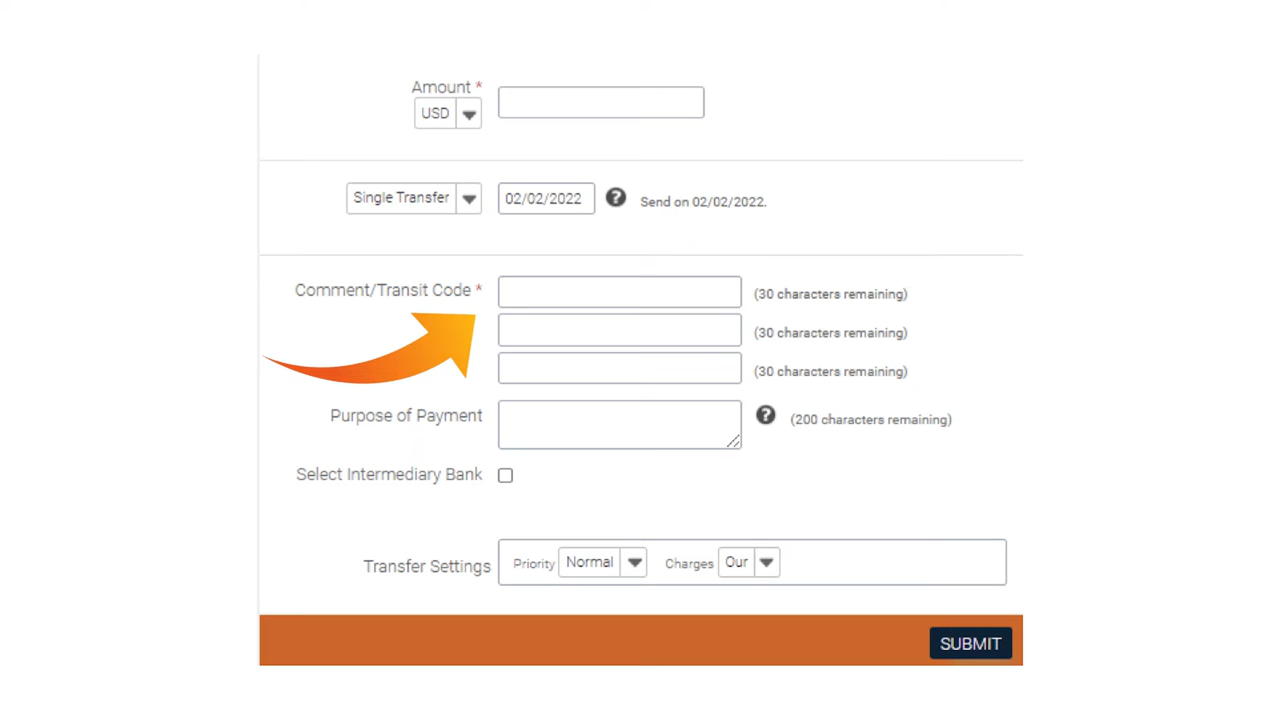 Amount *
USD
Single Transfer 02/02/2022 ? Send on 02/02/2022.
Comment/Transit Code * (30 characters remaining)
(30 characters remaining)
(30 characters remaining)
Purpose of Payment ? (200 characters remaining)
Select Intermediary Bank
Transfer Settings Priority Normal Charges Our
SUBMIT